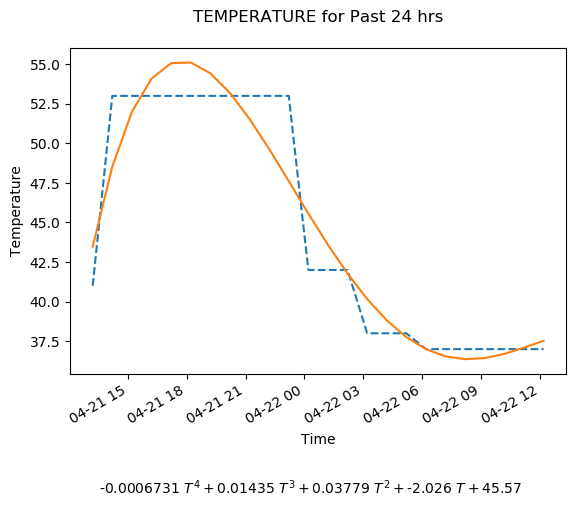 TEMPERATURE for Past 24 hrs
55.0
52.5
50.0
47.5
45.0
42.5
40.0
37.5
Temperature
04-21 15 04-21 18 04-21 21 04-22 00 04-22 03 04-22 06 04-22 09 04-22 12
Time
-0.0006731 T⁴ + 0.01435 T³ + 0.03779 T² + -2.026 T + 45.57